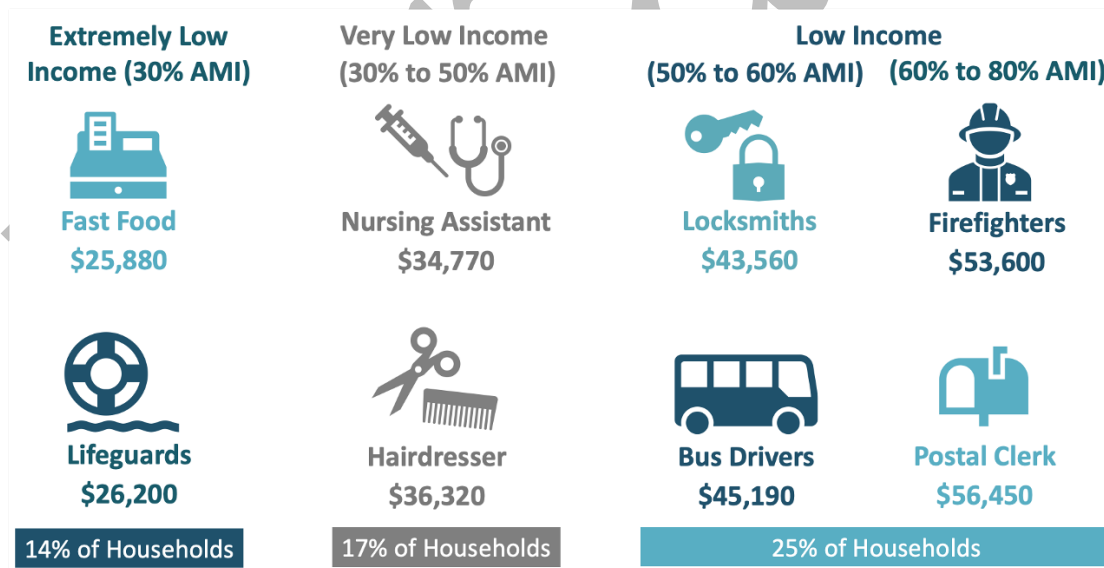 Extremely Low
Income (30% AMI)
Fast Food
$25,880
Lifeguards
$26,200
14% of Households
Very Low Income
(30% to 50% AMI)
Nursing Assistant
$34,770
Hairdresser
$36,320
17% of Households
Low Income
(50% to 60% AMI)
(60% to 80% AMI)
Locksmiths
$43,560
Firefighters
$53,600
Bus Drivers
$45,190
Postal Clerk
$56,450
25% of Households